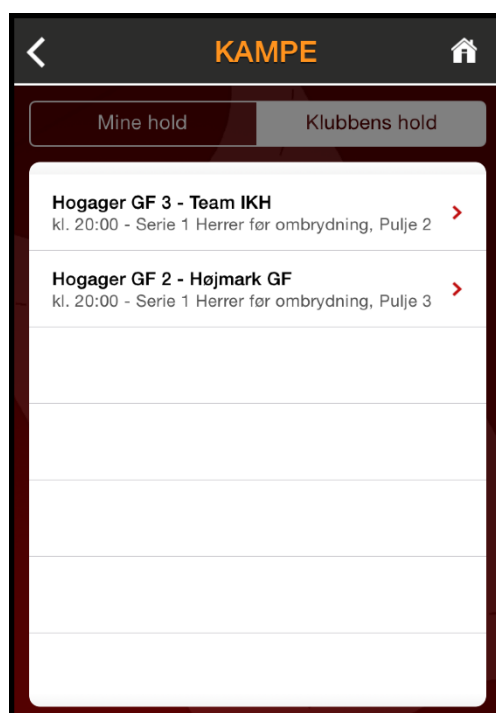 KAMPE
Mine hold
Klubbens hold
Hogager GF 3 - Team IKH
kl. 20:00 - Serie 1 Herrer før ombrydning, Pulje 2
Hogager GF 2 - Højmark GF
kl. 20:00 - Serie 1 Herrer før ombrydning, Pulje 3